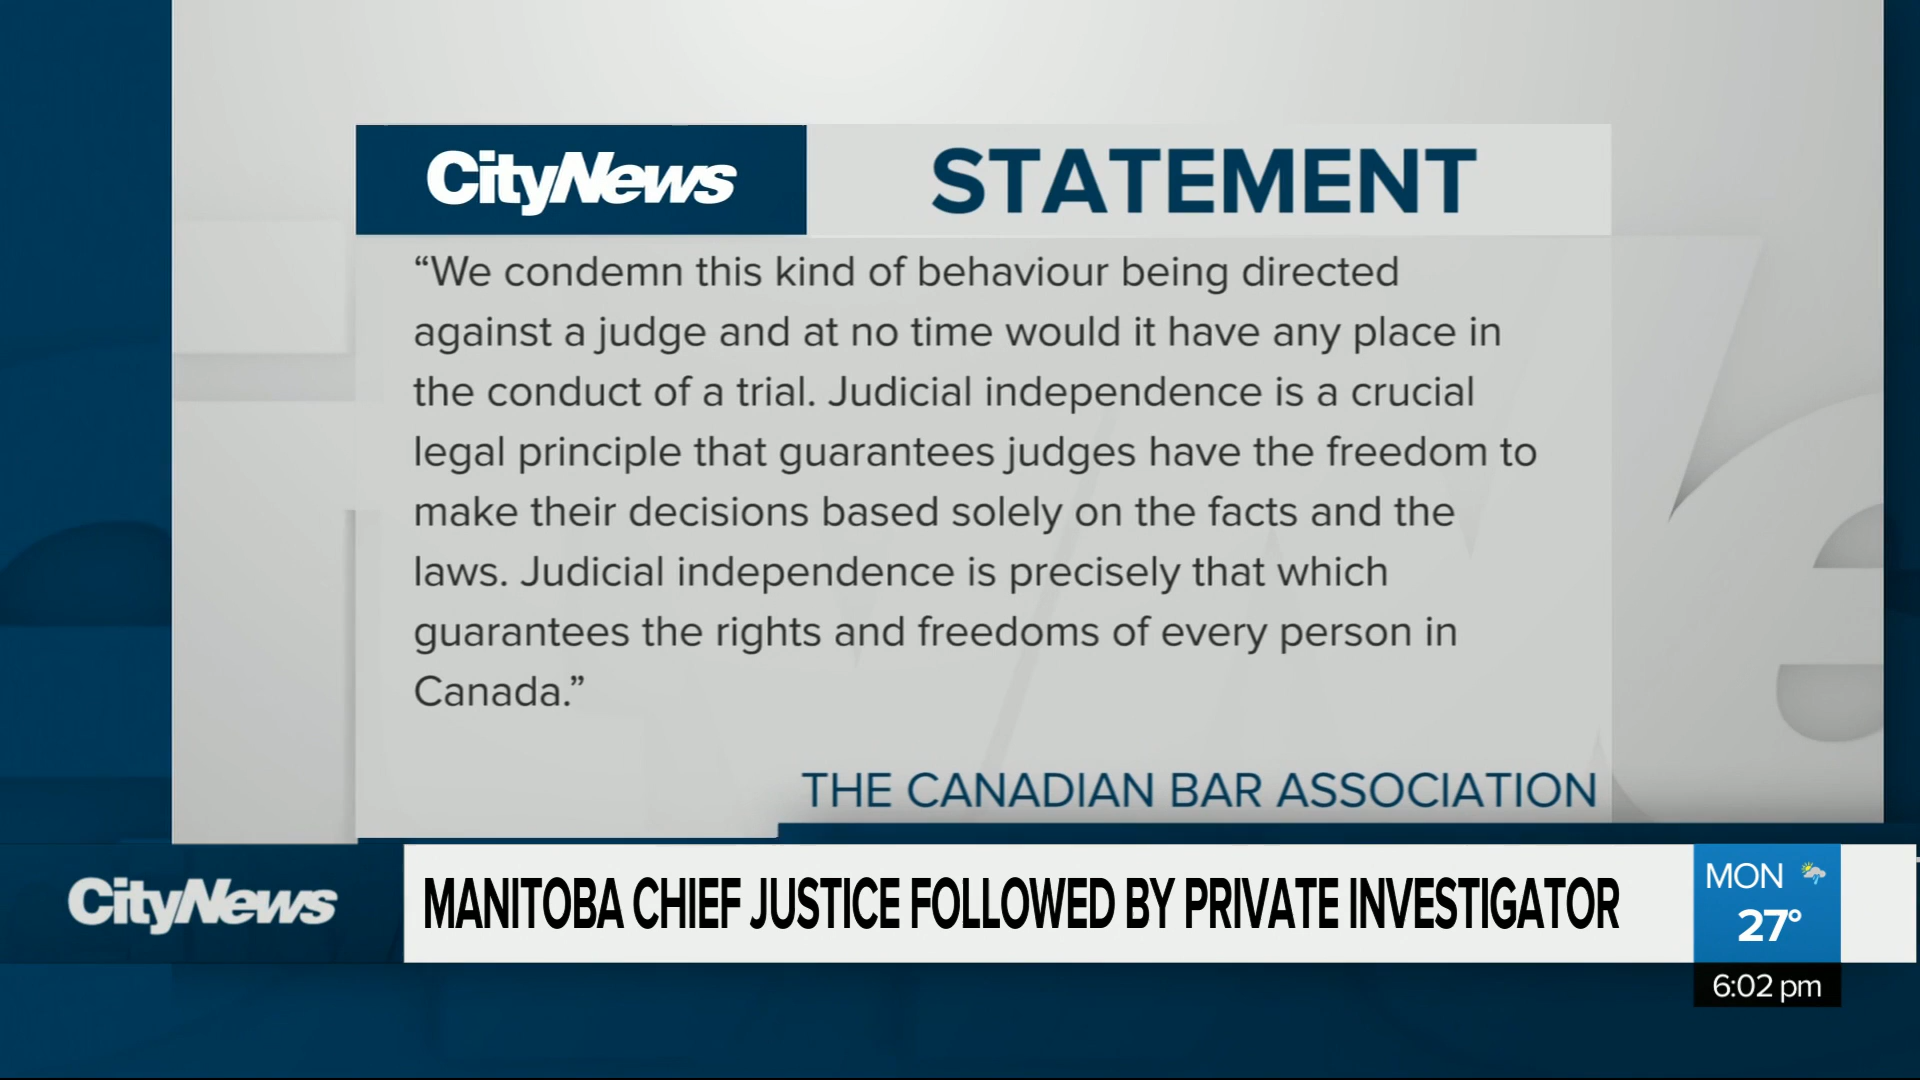 CityNews
STATEMENT
“We condemn this kind of behaviour being directed
against a judge and at no time would it have any place in
the conduct of a trial. Judicial independence is a crucial
legal principle that guarantees judges have the freedom to
make their decisions based solely on the facts and the
laws. Judicial independence is precisely that which
guarantees the rights and freedoms of every person in
Canada.”
THE CANADIAN BAR ASSOCIATION
CityNews
MANITOBA CHIEF JUSTICE FOLLOWED BY PRIVATE INVESTIGATOR
MON
27°
6:02 pm